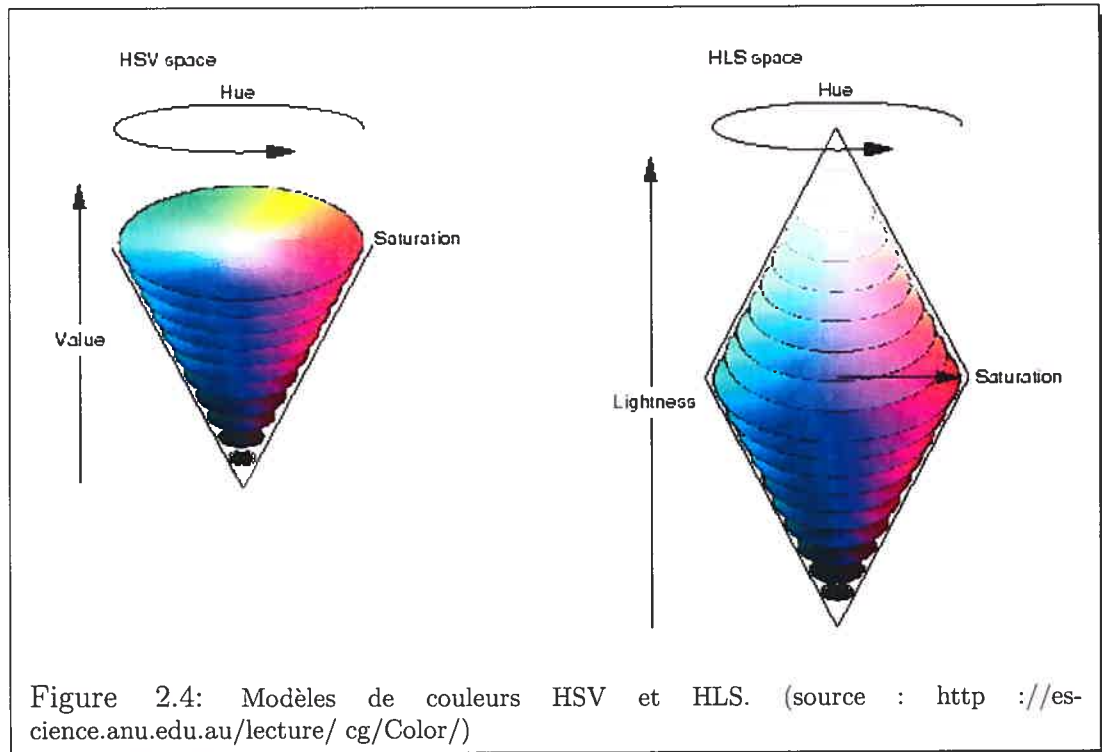 HSV space
Hue
Saturation
Value
HLS space
Hue
Saturation
Lightness
Figure 2.4: Modèles de couleurs HSV et HLS. (source : http ://es-
cience.anu.edu.au/lecture/ cg/Color/)